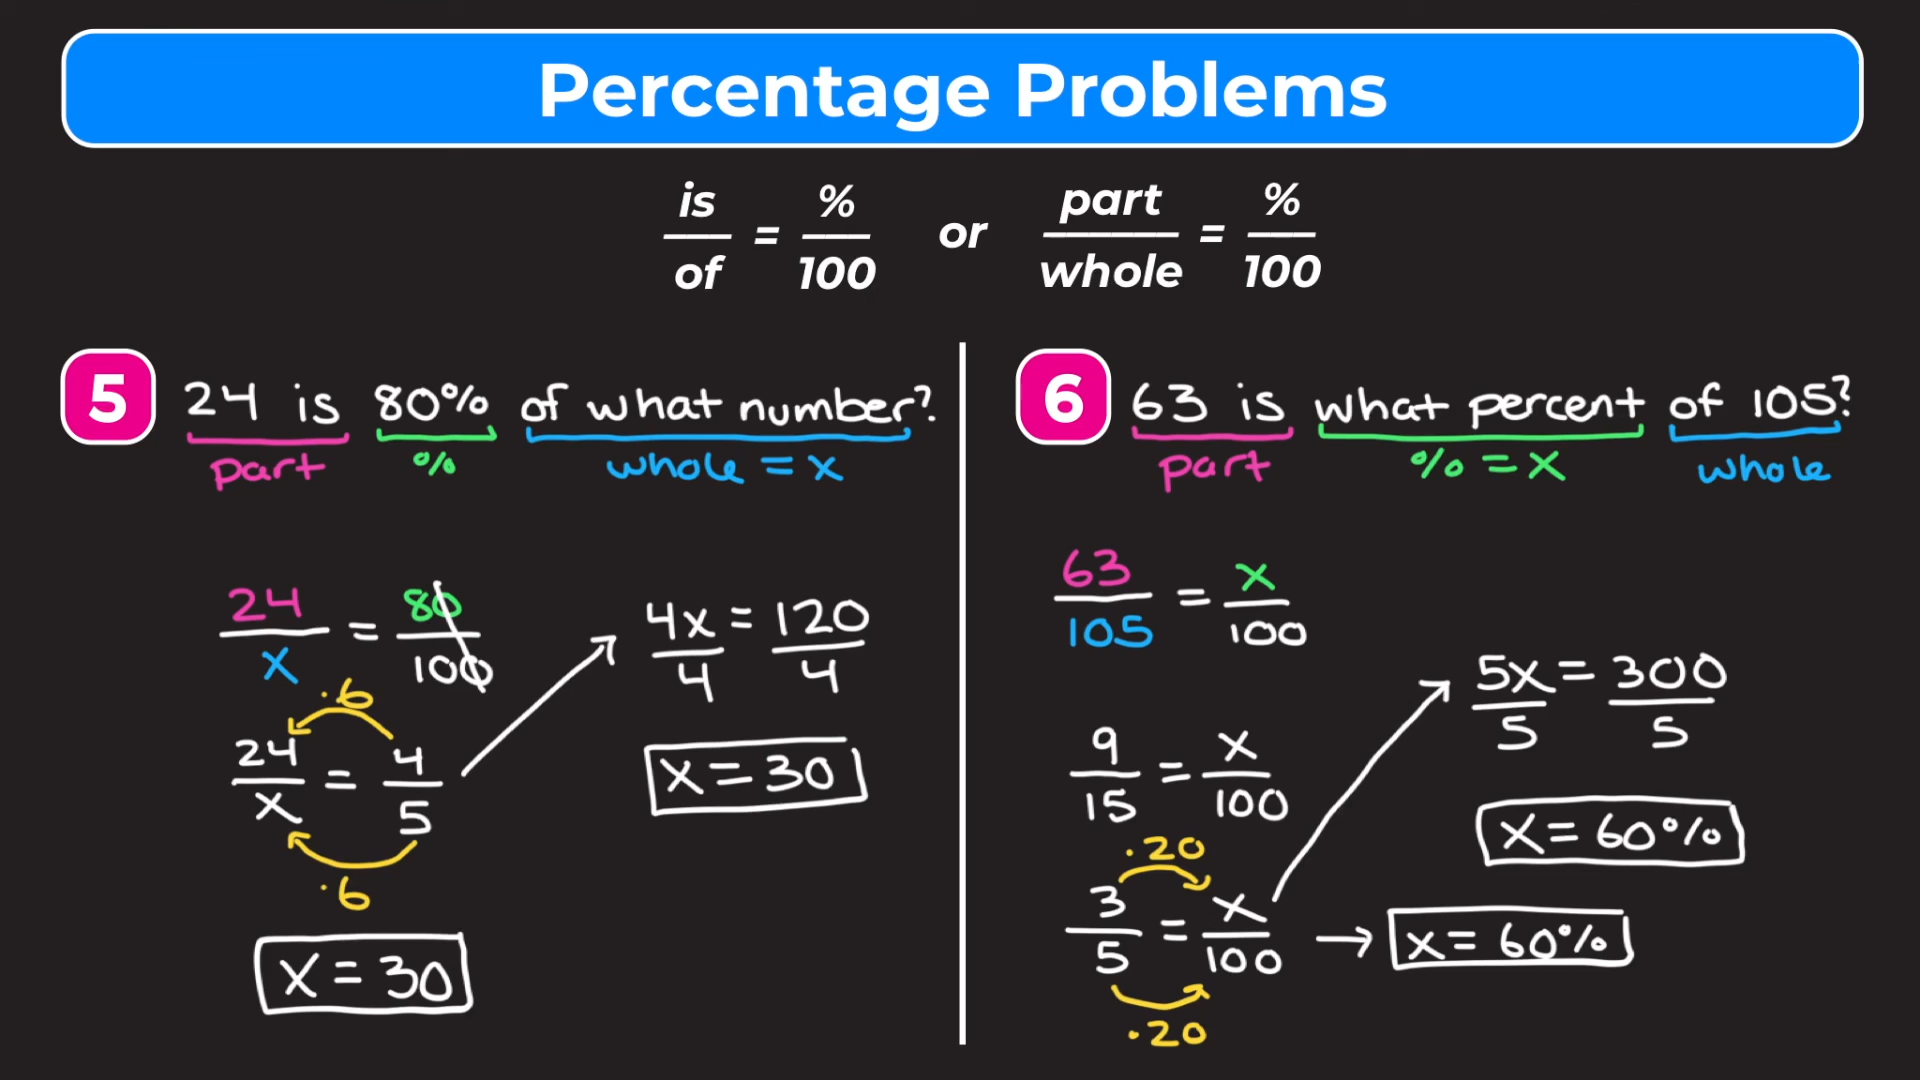 Percentage Problems
is/of = %/100 or part/whole = %/100
5 24 is 80% of what number?
part % whole = x
24/x = 80/100
·6
24/x = 4/5
·6
x = 30
4x/4 = 120/4
x = 30
6 63 is what percent of 105?
part % = x whole
63/105 = x/100
9/15 = x/100
·20
3/5 = x/100 → x = 60%
·20
5x/5 = 300/5
x = 60%